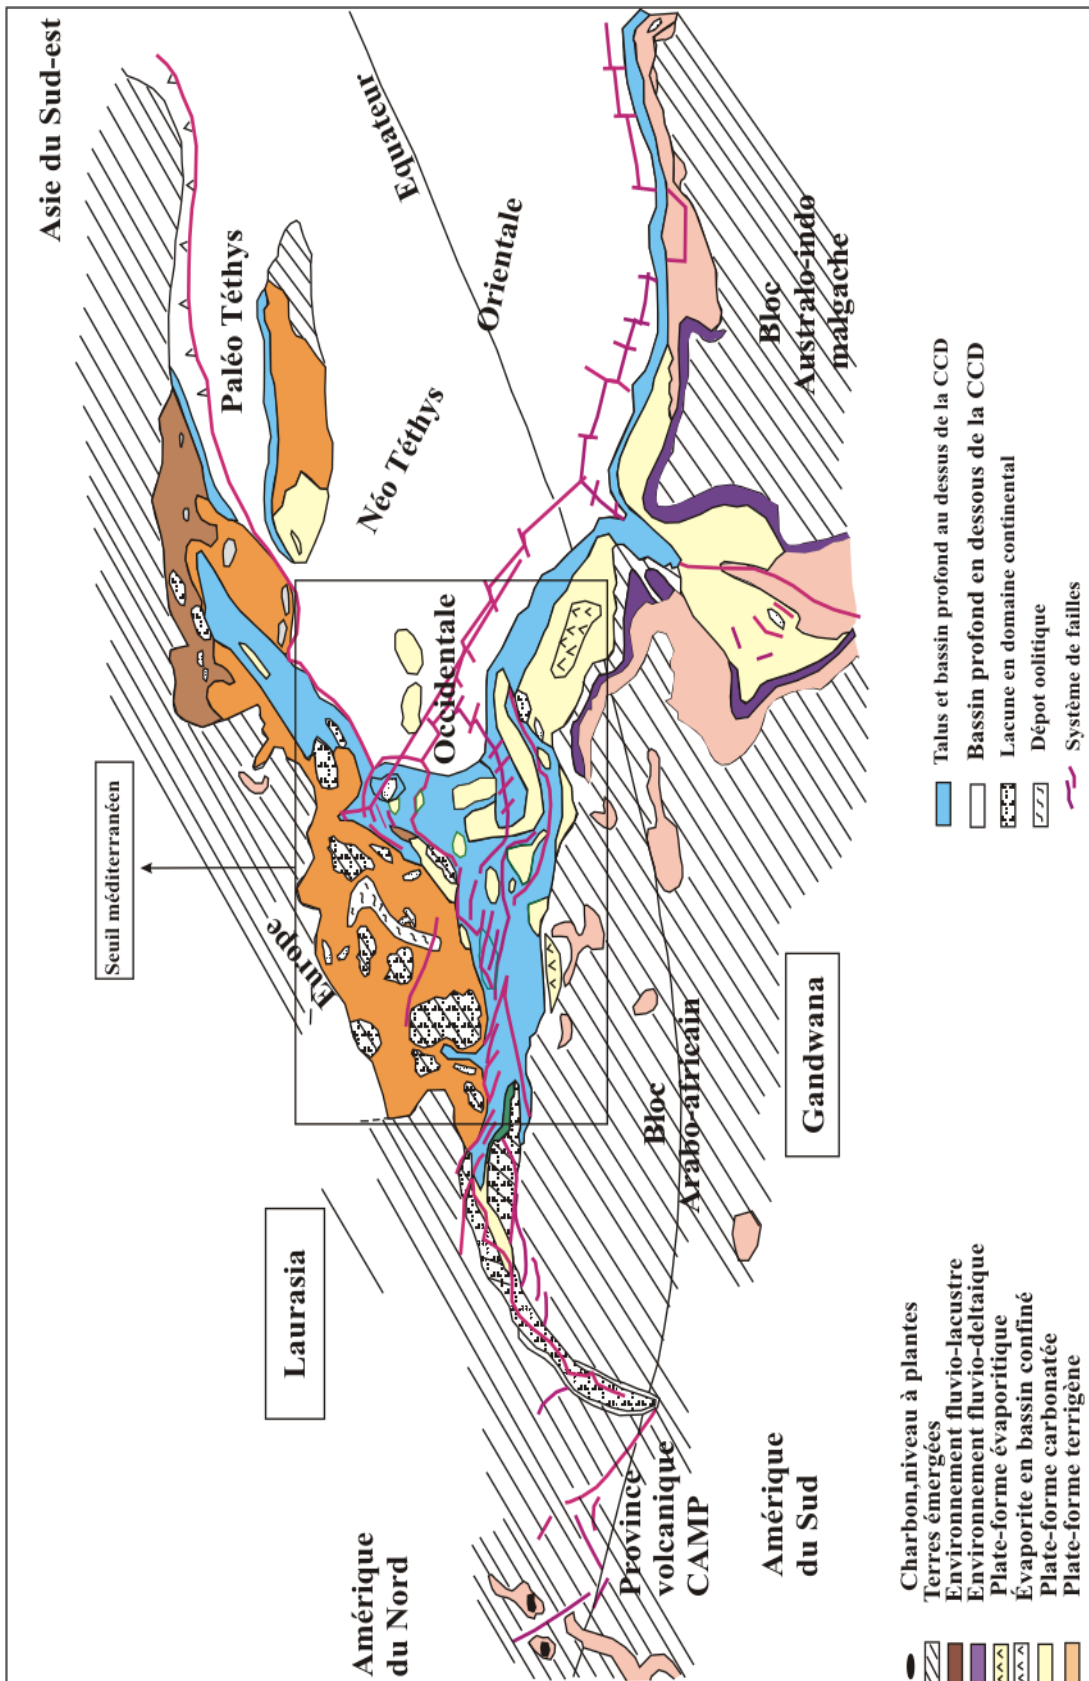 Asie du Sud-est
Equateur
Paléo Téthys
Orientale
Néo Téthys
Bloc
Australo-indo
malgache
Occidentale
Seuil méditerranéen
Europe
Bloc
Arabo-africain
Gandwana
Laurasia
Amérique
du Nord
Province
volcanique
CAMP
Amérique
du Sud
Charbon,niveau à plantes
Terres émergées
Environnement fluvio-lacustre
Environnement fluvio-deltaique
Plate-forme évaporitique
Évaporite en bassin confiné
Plate-forme carbonatée
Plate-forme terrigène
Talus et bassin profond au dessus de la CCD
Bassin profond en dessous de la CCD
Lacune en domaine continental
Dépot oolitique
Système de failles